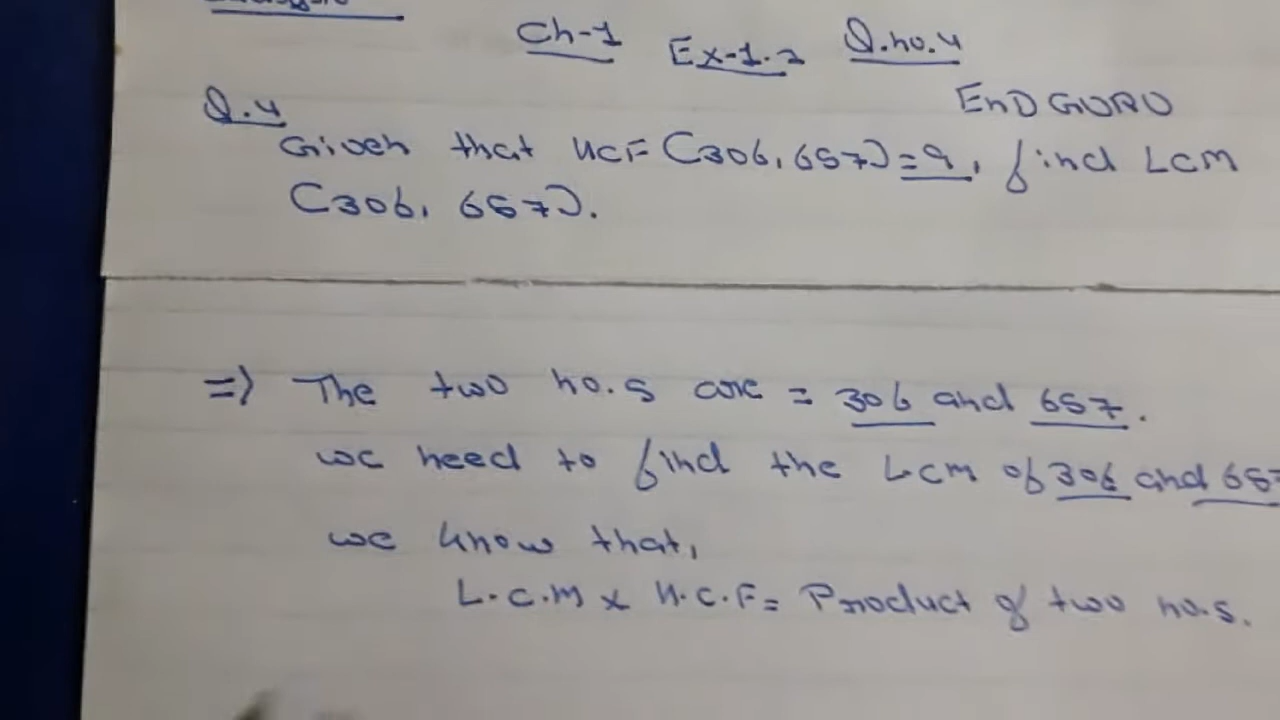 Ch-1 Ex-1.2 Q.no.4
END GURU
Q.4
Given that HCF (306, 657) = 9, find LCM
(306, 657).
=> The two no.s are = 306 and 657.
we need to find the LCM of 306 and 657
we know that,
L.C.M x H.C.F = Product of two no.s.